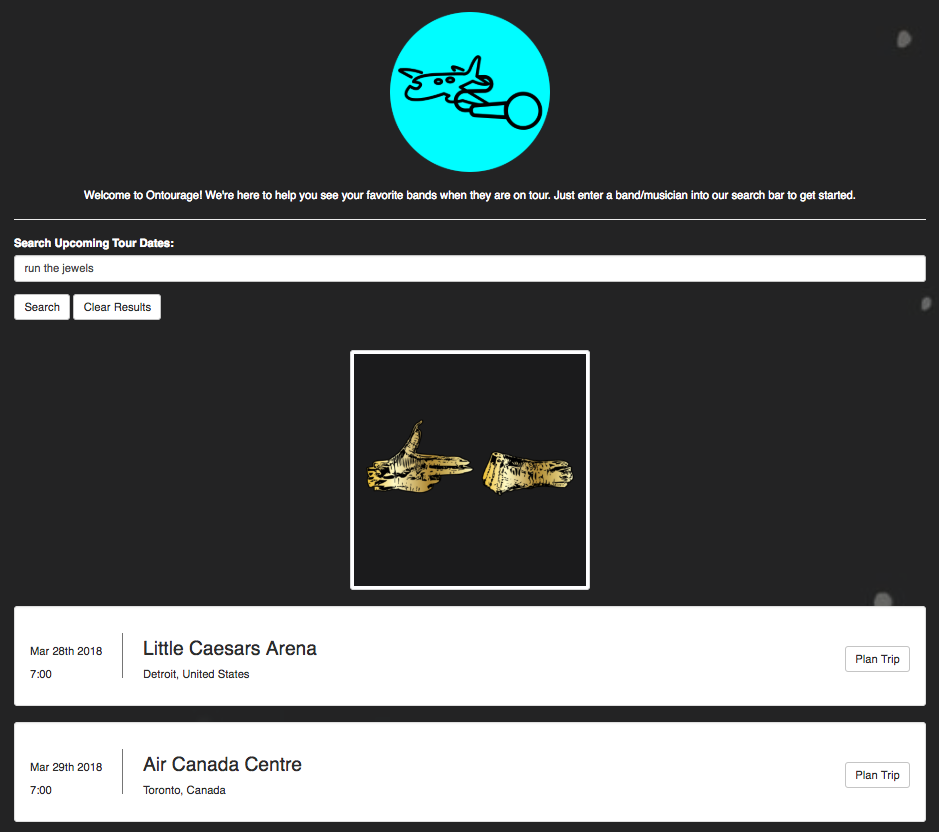 Welcome to Ontourage! We're here to help you see your favorite bands when they are on tour. Just enter a band/musician into our search bar to get started.
Search Upcoming Tour Dates:
run the jewels
Search Clear Results
Mar 28th 2018
7:00
Little Caesars Arena
Detroit, United States
Plan Trip
Mar 29th 2018
7:00
Air Canada Centre
Toronto, Canada
Plan Trip